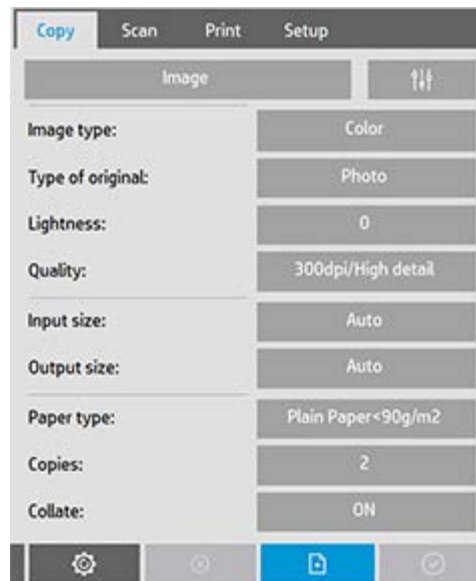 Copy Scan Print Setup
Image
Image type: Color
Type of original: Photo
Lightness: 0
Quality: 300dpi/High detail
Input size: Auto
Output size: Auto
Paper type: Plain Paper<90g/m2
Copies: 2
Collate: ON